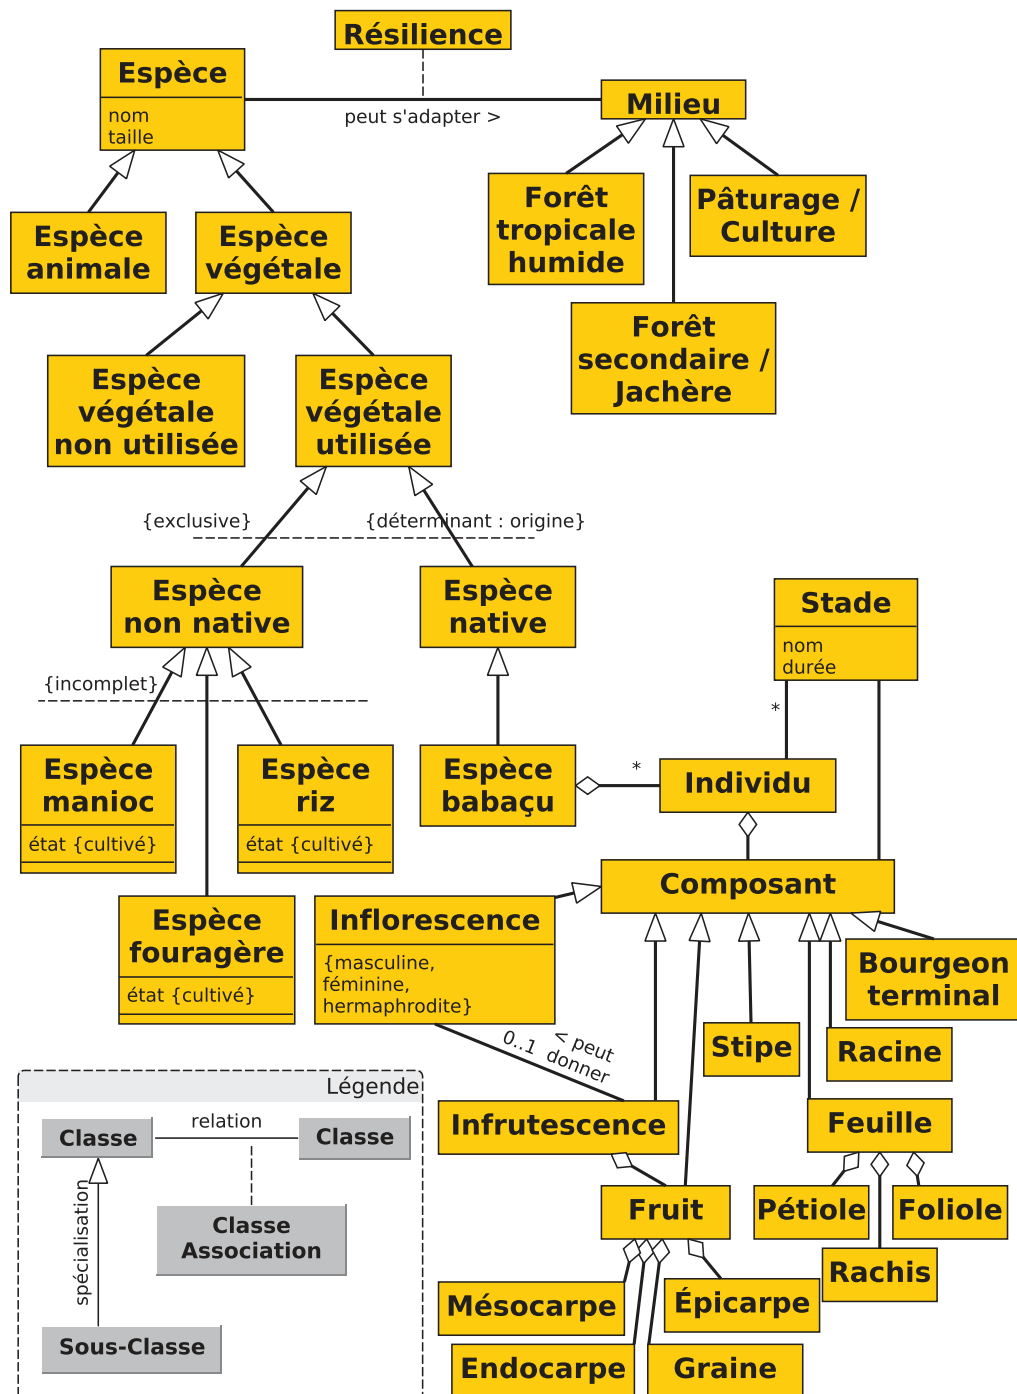 Résilience
Espèce
nom
taille
peut s'adapter >
Milieu
Espèce
animale
Espèce
végétale
Forêt
tropicale
humide
Pâturage /
Culture
Forêt
secondaire /
Jachère
Espèce
végétale
non utilisée
Espèce
végétale
utilisée
{exclusive}
{déterminant : origine}
Espèce
non native
Espèce
native
Stade
nom
durée
{incomplet}
*
Espèce
manioc
état {cultivé}
Espèce
riz
état {cultivé}
Espèce
babaçu
*
Individu
Composant
Espèce
fouragère
état {cultivé}
Inflorescence
{masculine,
féminine,
hermaphrodite}
Bourgeon
terminal
Stipe
Racine
0..1
< peut
donner
Infrutescence
Feuille
Fruit
Pétiole
Foliole
Rachis
Mésocarpe
Épicarpe
Endocarpe
Graine
Légende
Classe
relation
Classe
spécialisation
Classe
Association
Sous-Classe